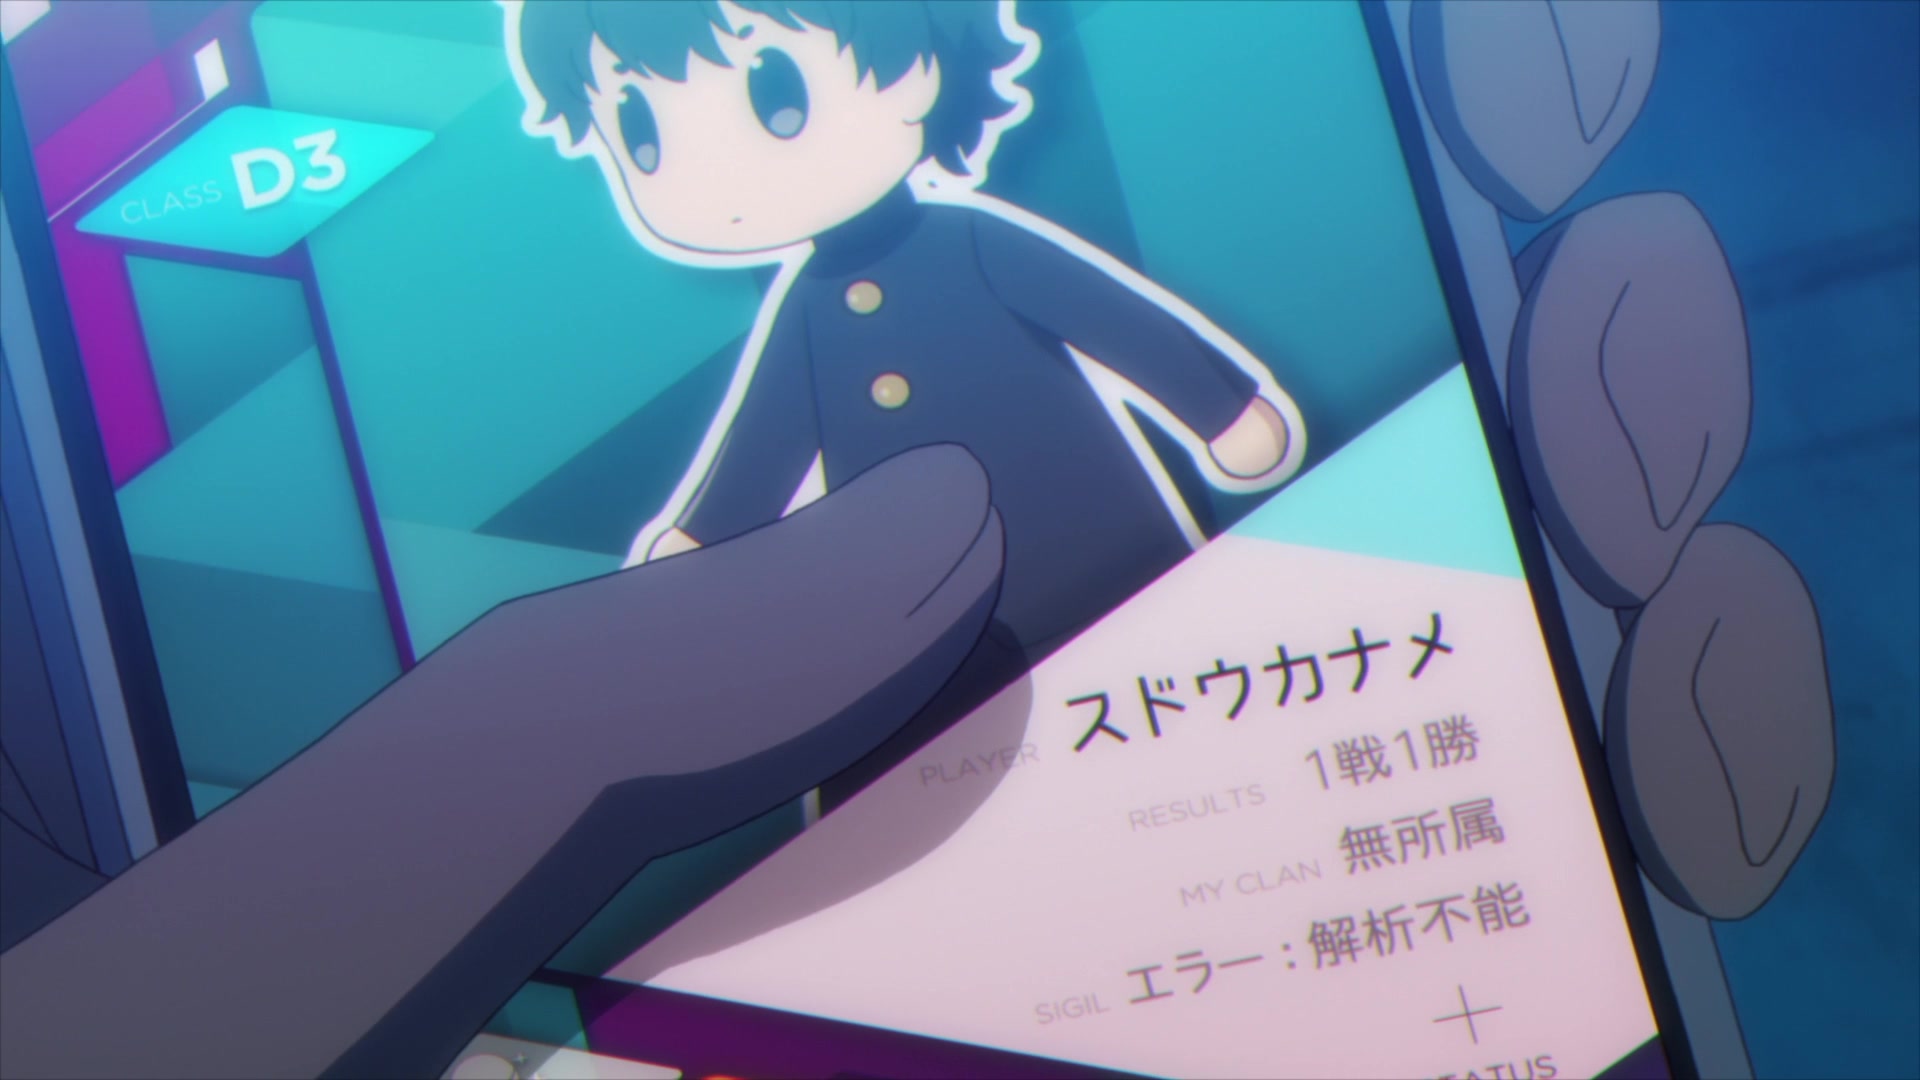 CLASS D3
PLAYER スドウカナメ
RESULTS 1戦1勝
MY CLAN 無所属
SIGIL エラー：解析不能